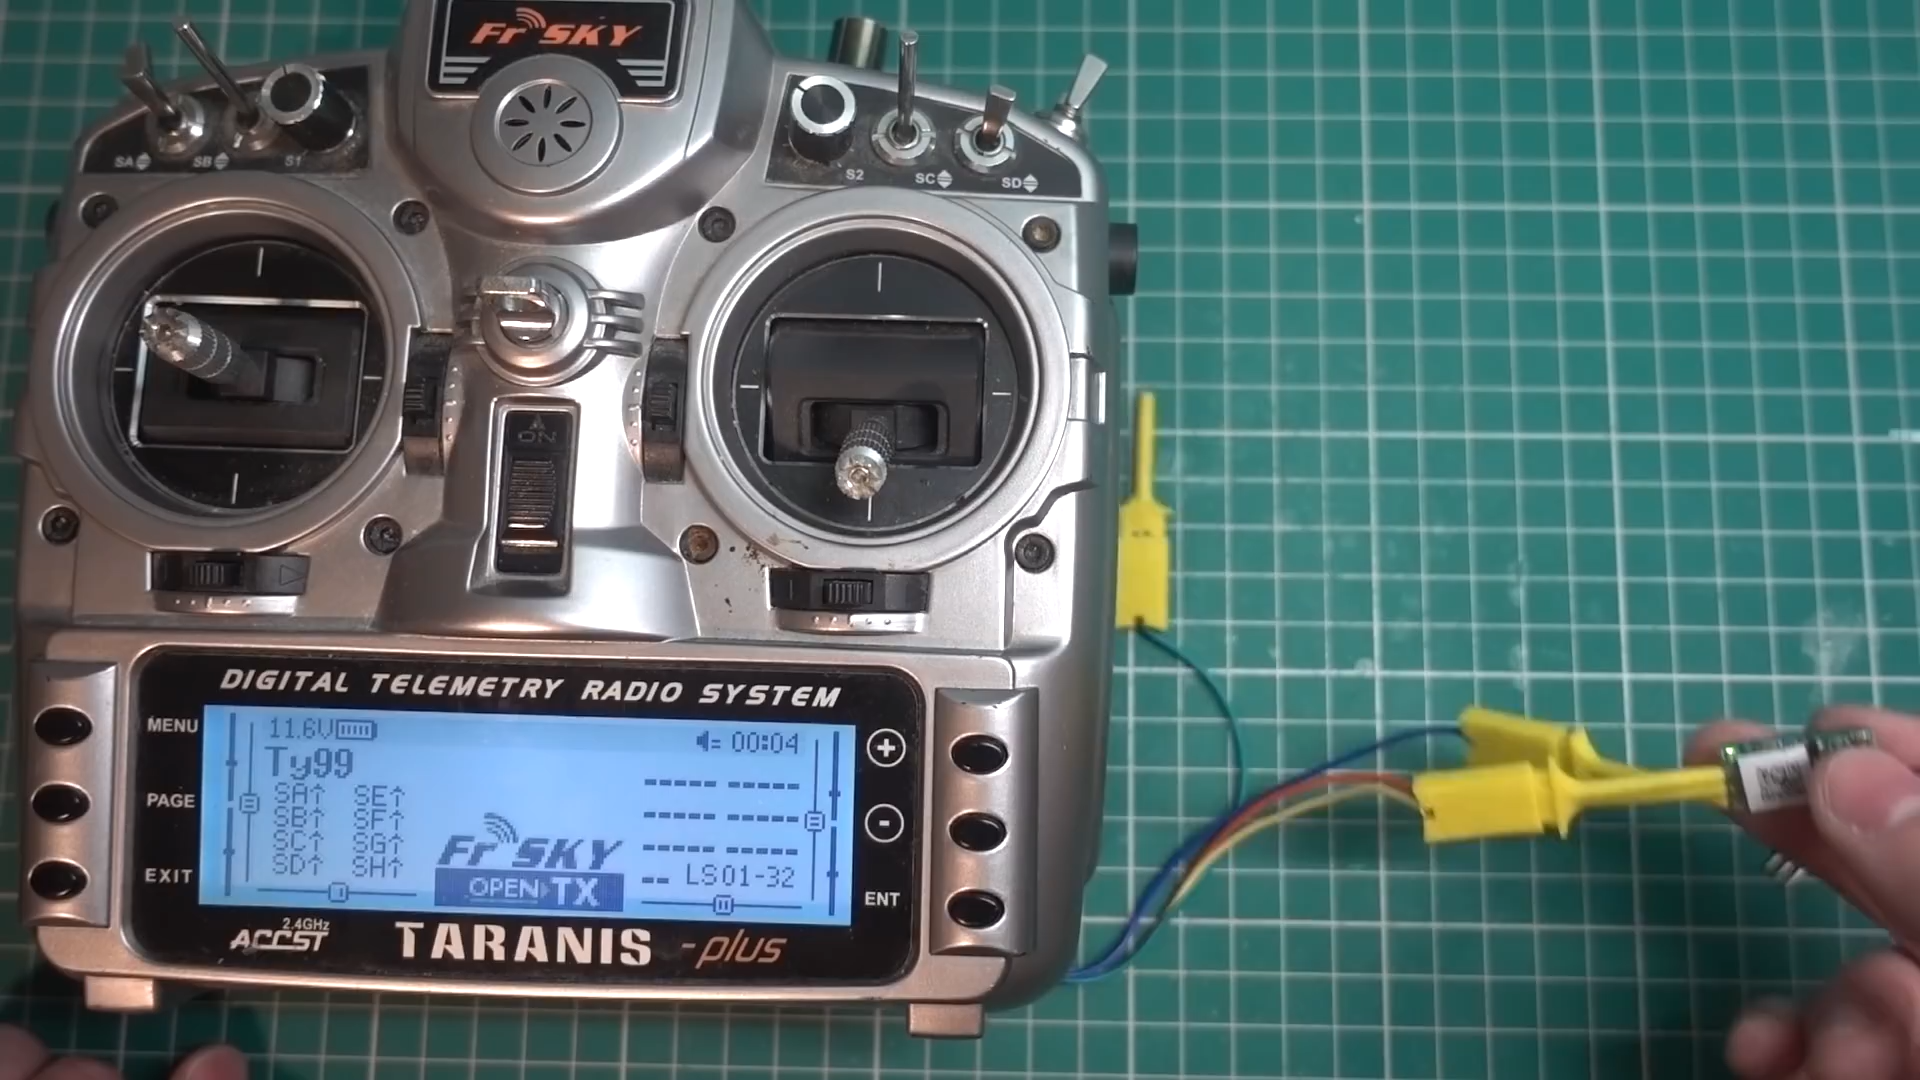 FrSKY
SA SB S1
S2 SC SD
ON
DIGITAL TELEMETRY RADIO SYSTEM
MENU
PAGE
EXIT
11.6V
00:04
Ty99
SA↑ SE↑
SB↑ SF↑
SC↑ SG↑
SD↑ SH↑
FrSKY
OPEN TX
----- -----
----- -----
----- -----
-- LS01-32
+
-
ENT
2.4GHz
ACCST
TARANIS -plus